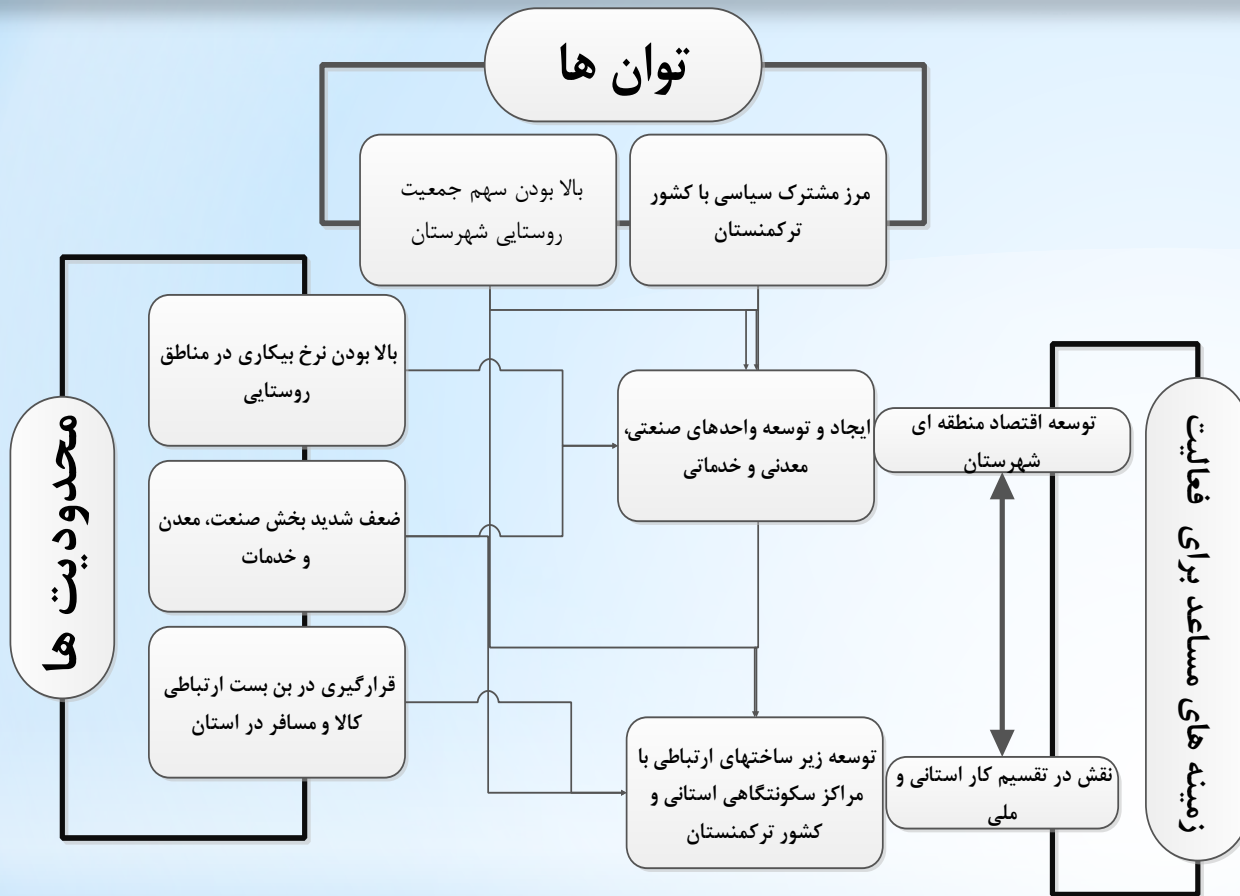 توان ها
مرز مشترک سیاسی با کشور
ترکمنستان
بالا بودن سهم جمعیت
روستایی شهرستان
محدودیت ها
بالا بودن نرخ بیکاری در مناطق
روستایی
ضعف شدید بخش صنعت، معدن
و خدمات
قرارگیری در بن بست ارتباطی
کالا و مسافر در استان
ایجاد و توسعه واحدهای صنعتی،
معدنی و خدماتی
توسعه زیر ساختهای ارتباطی با
مراکز سکونتگاهی استانی و
کشور ترکمنستان
زمینه های مساعد برای فعالیت
توسعه اقتصاد منطقه ای
شهرستان
نقش در تقسیم کار استانی و
ملی